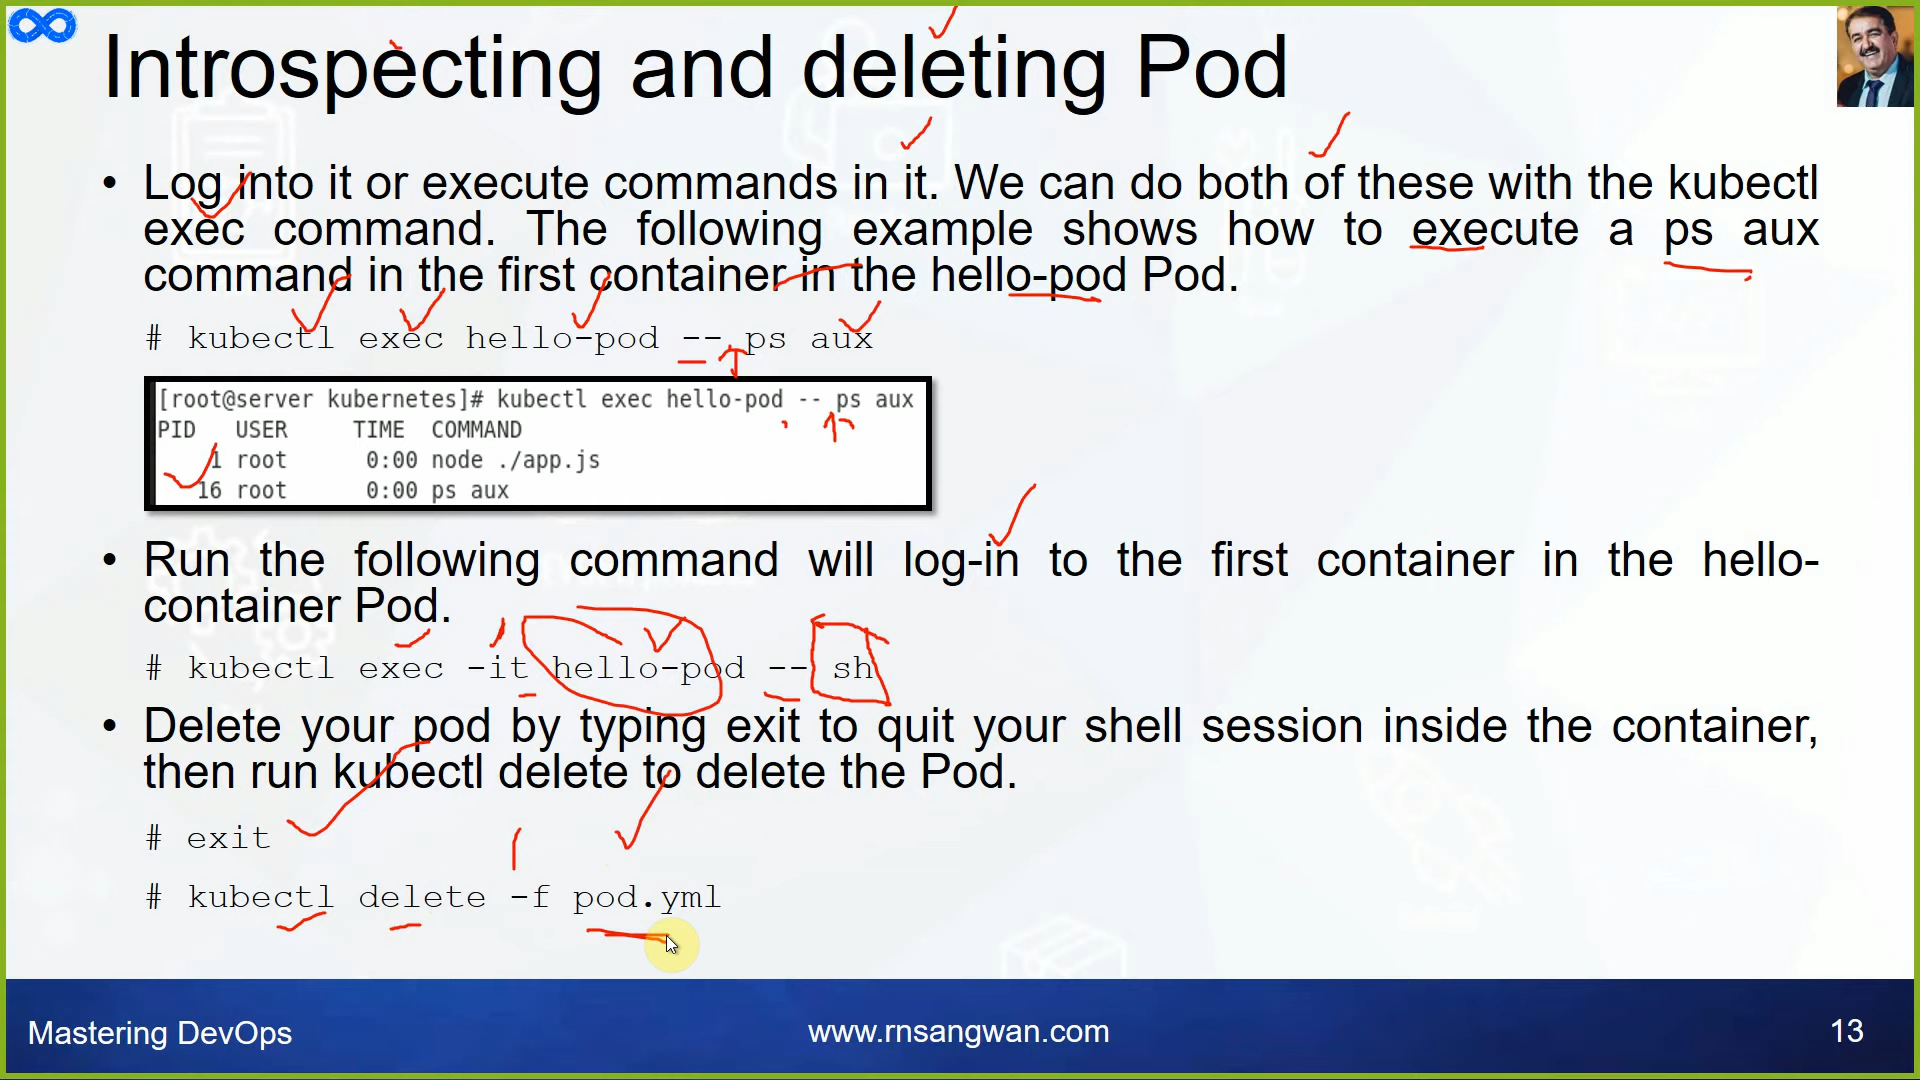 Introspecting and deleting Pod
• Log into it or execute commands in it. We can do both of these with the kubectl
exec command. The following example shows how to execute a ps aux
command in the first container in the hello-pod Pod.
# kubectl exec hello-pod -- ps aux
[root@server kubernetes]# kubectl exec hello-pod -- ps aux
PID USER TIME COMMAND
1 root 0:00 node ./app.js
16 root 0:00 ps aux
• Run the following command will log-in to the first container in the hello-
container Pod.
# kubectl exec -it hello-pod -- sh
• Delete your pod by typing exit to quit your shell session inside the container,
then run kubectl delete to delete the Pod.
# exit
# kubectl delete -f pod.yml
Mastering DevOps
www.rnsangwan.com
13